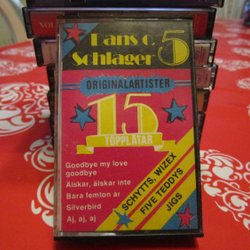 VOL
Dans o.
Schlager 5
ORIGINALARTISTER
15
TOPPLÅTAR
Goodbye my love
goodbye
Älskar, älskar inte
Bara femton år
Silverbird
Aj, aj, aj
SCHYTTS, WIZEX
FIVE TEDDYS
JIGS